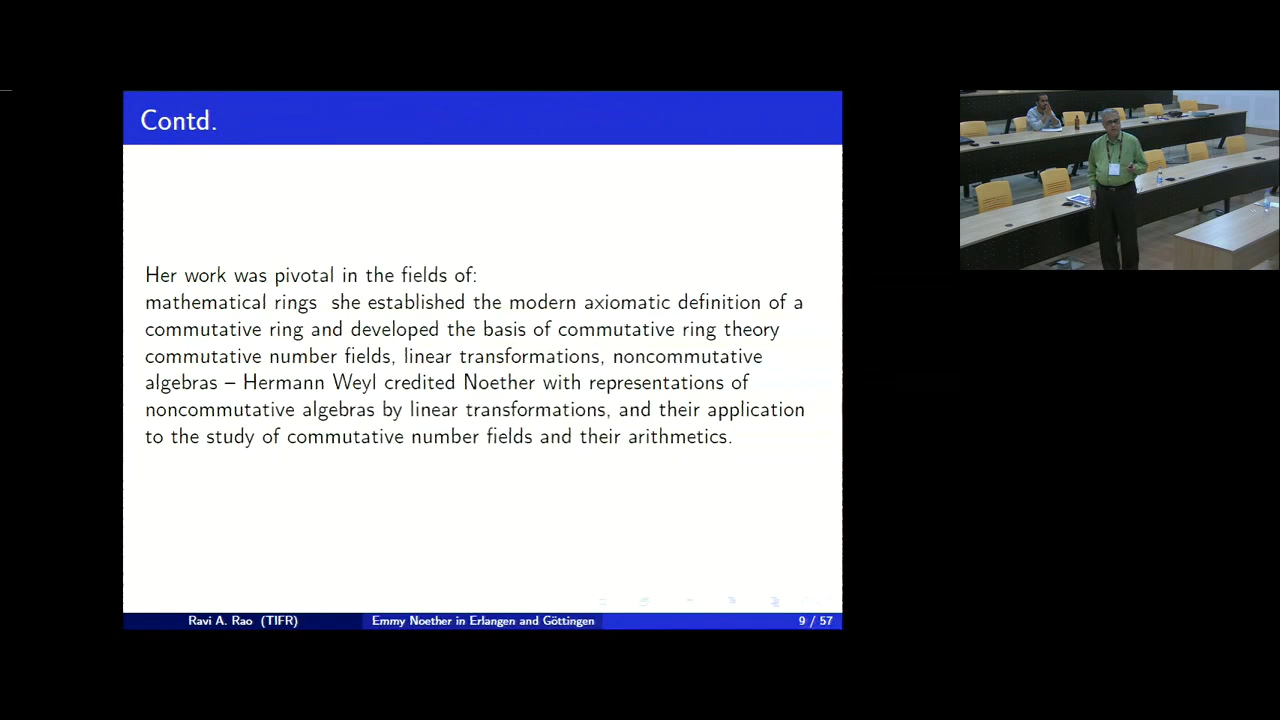 Contd.
Her work was pivotal in the fields of:
mathematical rings she established the modern axiomatic definition of a
commutative ring and developed the basis of commutative ring theory
commutative number fields, linear transformations, noncommutative
algebras – Hermann Weyl credited Noether with representations of
noncommutative algebras by linear transformations, and their application
to the study of commutative number fields and their arithmetics.
Ravi A. Rao (TIFR) Emmy Noether in Erlangen and Göttingen 9 / 57